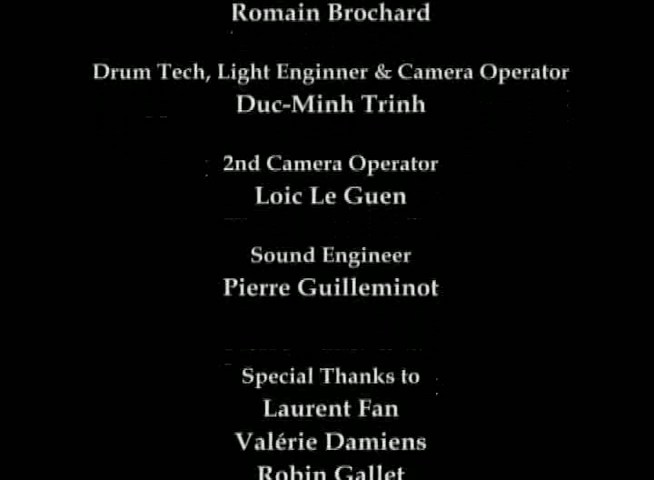 Romain Brochard
Drum Tech, Light Enginner & Camera Operator
Duc-Minh Trinh
2nd Camera Operator
Loic Le Guen
Sound Engineer
Pierre Guilleminot
Special Thanks to
Laurent Fan
Valérie Damiens
Robin Gallet